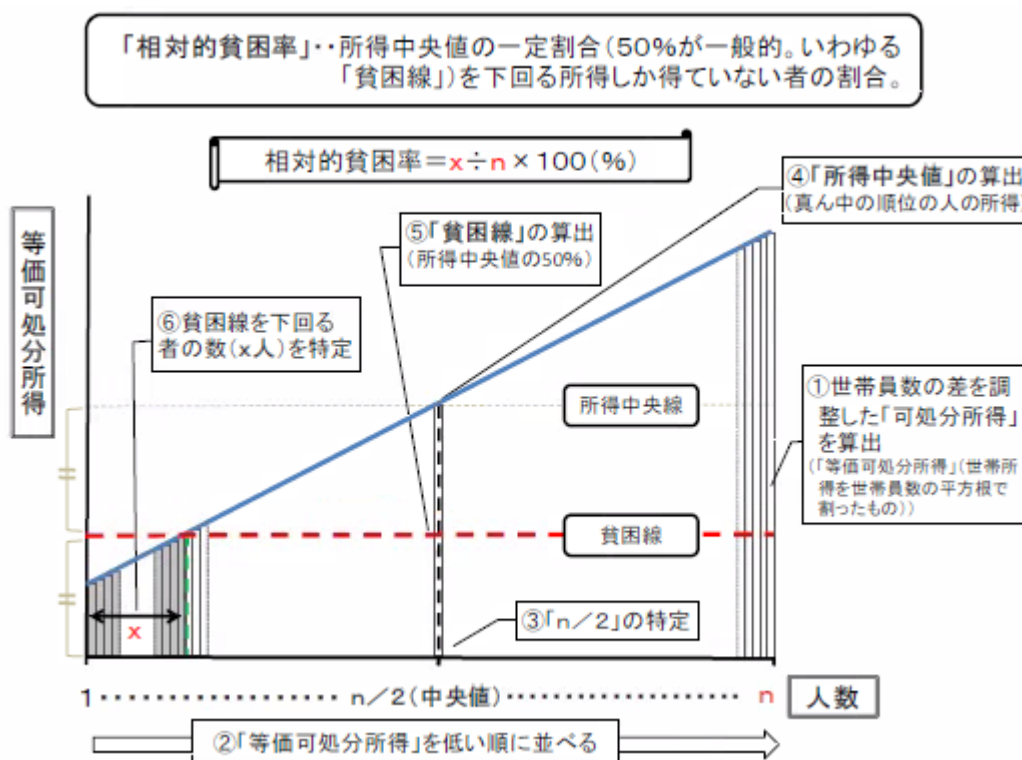 「相対的貧困率」‥所得中央値の一定割合(50%が一般的。いわゆる
「貧困線」)を下回る所得しか得ていない者の割合。
相対的貧困率＝x÷n×100(%)
④「所得中央値」の算出
(真ん中の順位の人の所得)
等価可処分所得
⑤「貧困線」の算出
(所得中央値の50%)
⑥貧困線を下回る
者の数(x人)を特定
所得中央線
①世帯員数の差を調
整した「可処分所得」
を算出
(「等価可処分所得」(世帯所
得を世帯員数の平方根で
割ったもの))
貧困線
x
③「n／2」の特定
1‥‥‥‥‥‥‥‥n／2(中央値)‥‥‥‥‥‥‥‥n
人数
②「等価可処分所得」を低い順に並べる